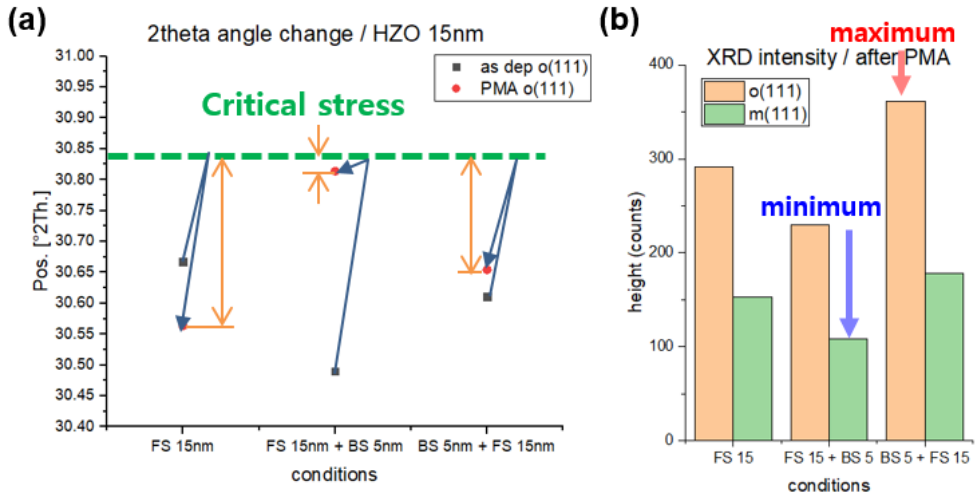 (a)
2theta angle change / HZO 15nm
as dep o(111)
PMA o(111)
Critical stress
Pos. [°2Th.]
31.00
30.95
30.90
30.85
30.80
30.75
30.70
30.65
30.60
30.55
30.50
30.45
30.40
FS 15nm
FS 15nm + BS 5nm
BS 5nm + FS 15nm
conditions
(b)
maximum
XRD intensity / after PMA
o(111)
m(111)
minimum
height (counts)
400
300
200
100
0
FS 15
FS 15 + BS 5
BS 5 + FS 15
conditions